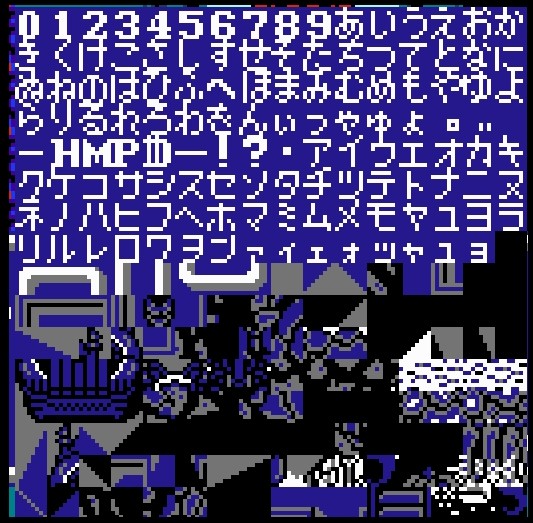 0123456789あいうえおか
きくけこさしすせそたちつてとなに
ぬねのはひふへほまみむめもやゆよ
らりるれろわをんぃっゃゅょ゜゛
ーHMP—!?・アイウエオカキ
クケコサシスセソタチツテトナニヌ
ネノハヒフヘホマミムメモヤユヨラ
リルレロワヲンァィェォッャュョ